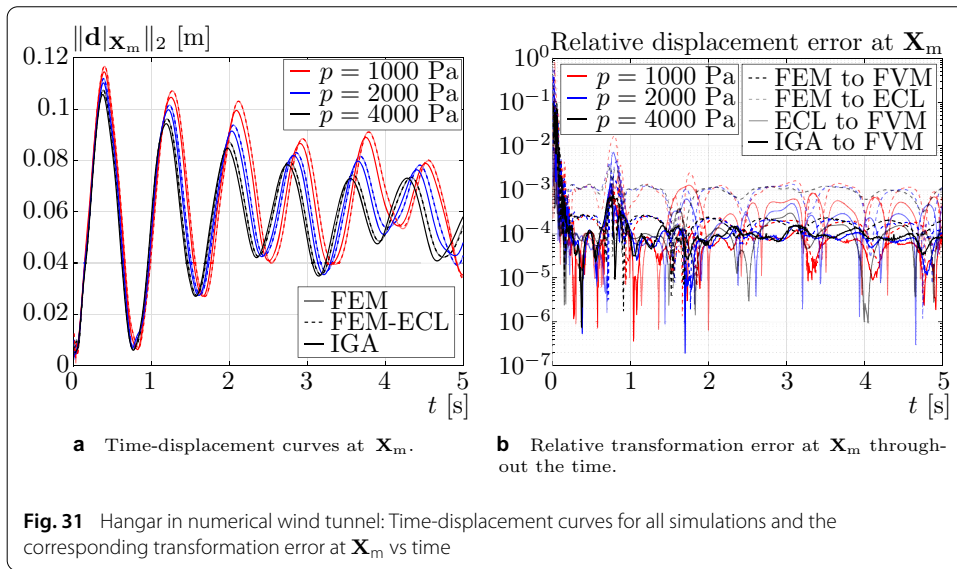 ‖𝐝|𝐗ₘ‖₂ [m]
0.12
0.1
0.08
0.06
0.04
0.02
0
0 1 2 3 4 5
t [s]
p = 1000 Pa
p = 2000 Pa
p = 4000 Pa
FEM
FEM-ECL
IGA
a Time-displacement curves at 𝐗ₘ.
Relative displacement error at 𝐗ₘ
10⁰
10⁻¹
10⁻²
10⁻³
10⁻⁴
10⁻⁵
10⁻⁶
10⁻⁷
0 1 2 3 4 5
t [s]
p = 1000 Pa
p = 2000 Pa
p = 4000 Pa
FEM to FVM
FEM to ECL
ECL to FVM
IGA to FVM
b Relative transformation error at 𝐗ₘ through-
out the time.
Fig. 31 Hangar in numerical wind tunnel: Time-displacement curves for all simulations and the
corresponding transformation error at 𝐗ₘ vs time